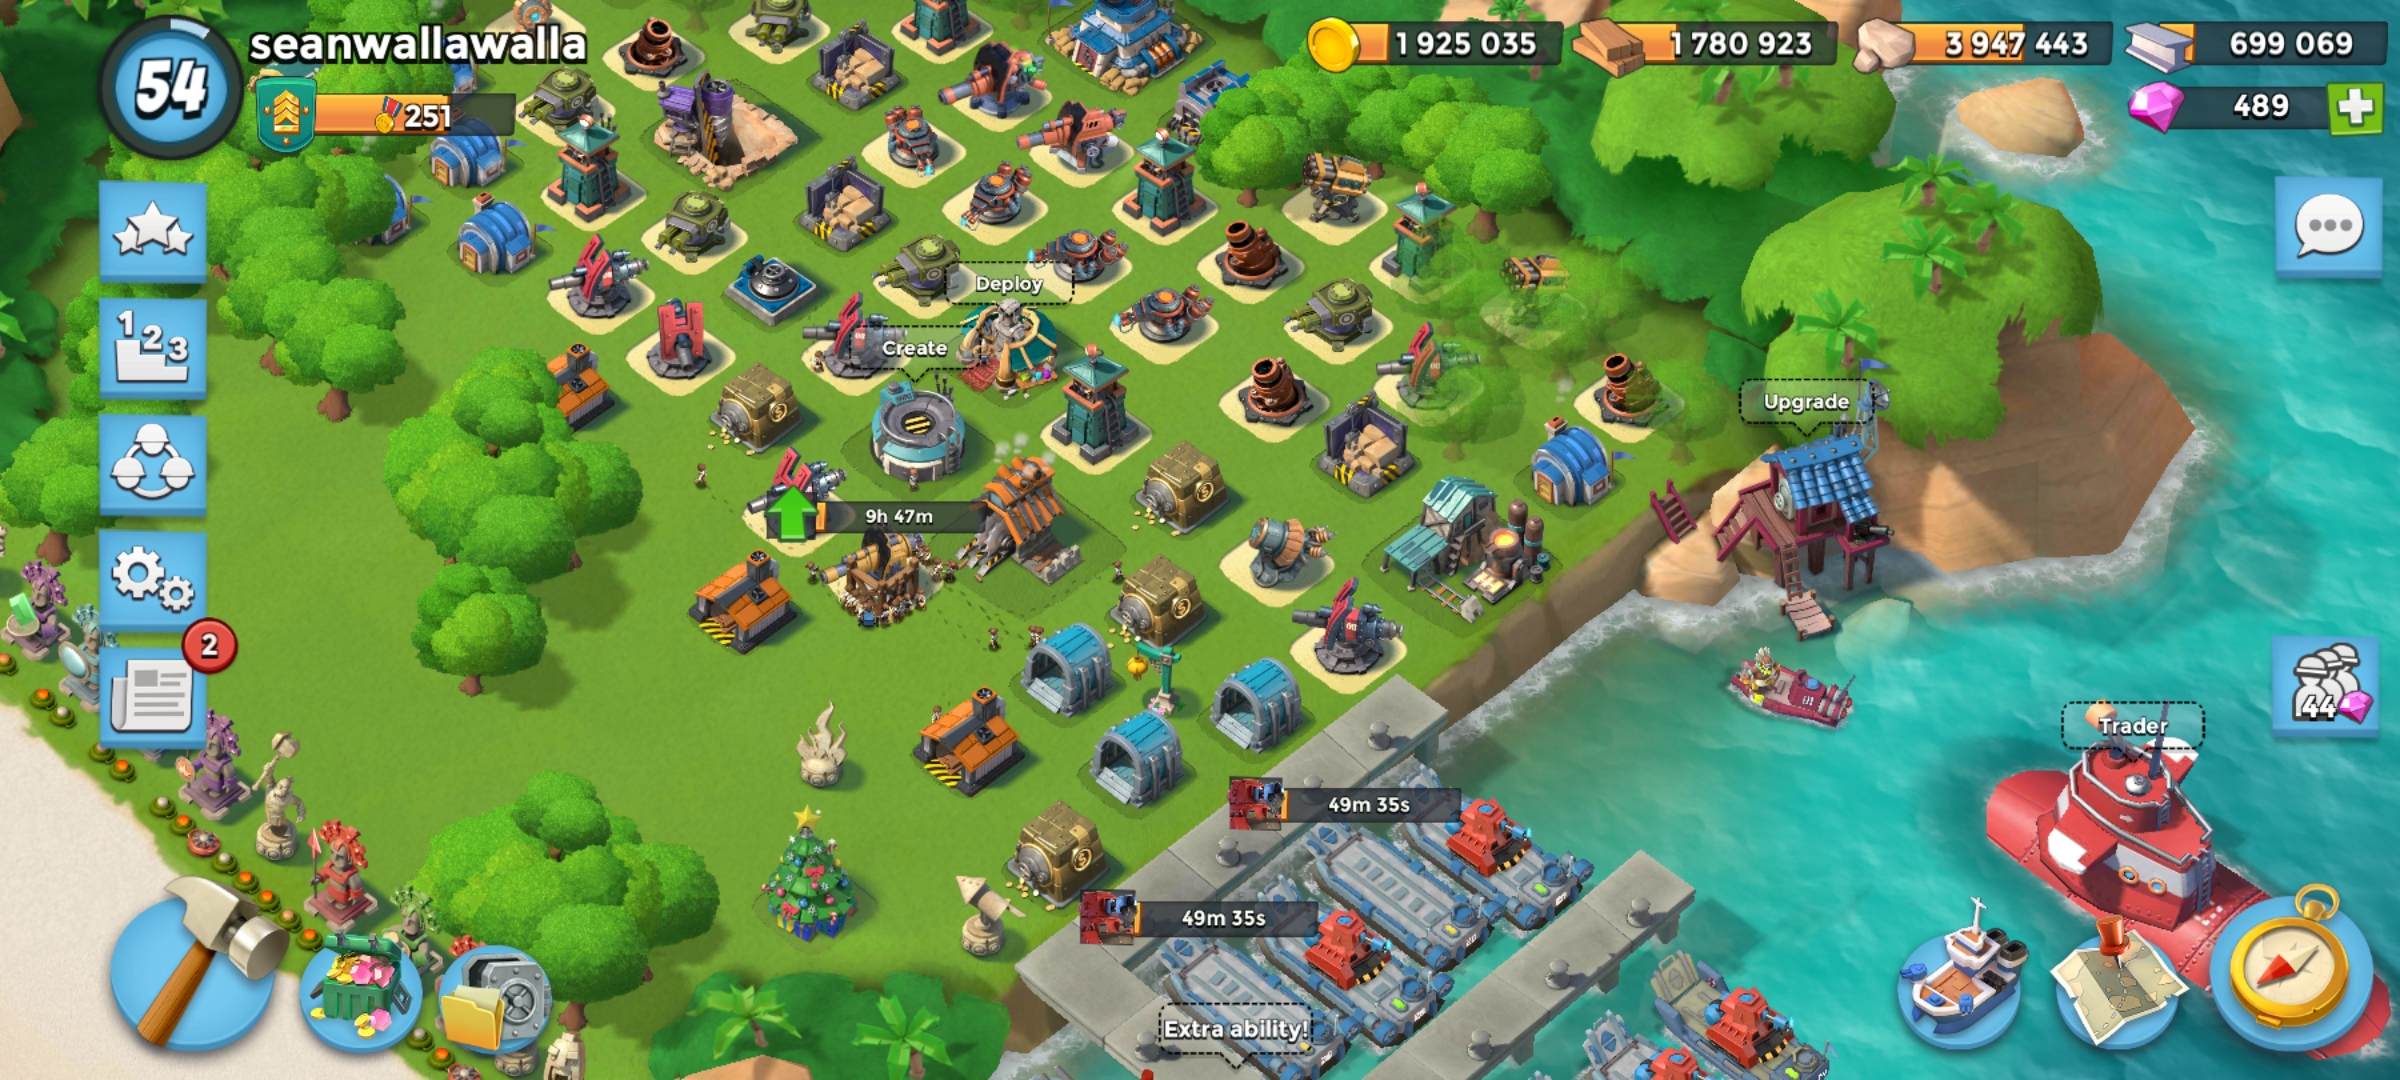 54
seanwallawalla
251
1 925 035
1 780 923
3 947 443
699 069
489
123
Deploy
Create
Upgrade
9h 47m
2
44
Trader
49m 35s
49m 35s
Extra ability!